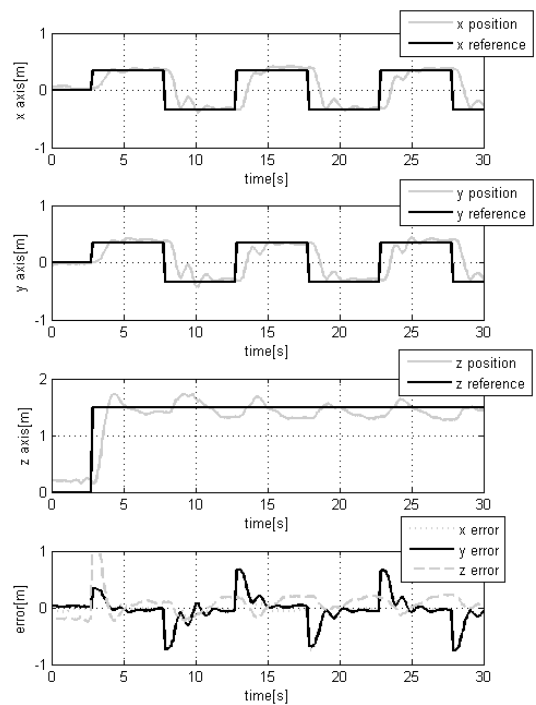 x position
x reference
x axis[m]
1
0
-1
0 5 10 15 20 25 30
time[s]
y position
y reference
y axis[m]
1
0
-1
0 5 10 15 20 25 30
time[s]
z position
z reference
z axis[m]
2
1
0
0 5 10 15 20 25 30
time[s]
x error
y error
z error
error[m]
1
0
-1
0 5 10 15 20 25 30
time[s]